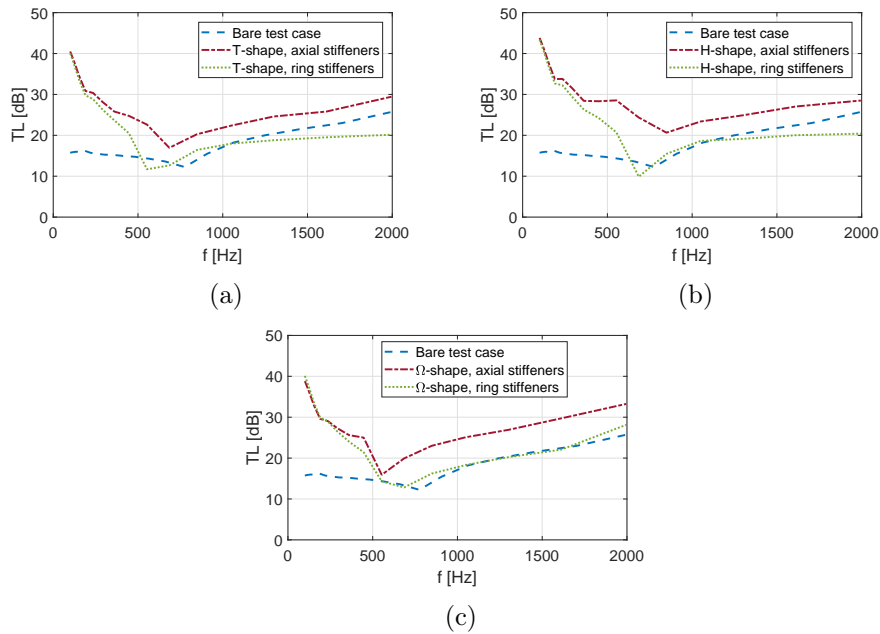 50
40
30
20
10
0
TL [dB]
Bare test case
T-shape, axial stiffeners
T-shape, ring stiffeners
0 500 1000 1500 2000
f [Hz]
(a)
50
40
30
20
10
0
TL [dB]
Bare test case
H-shape, axial stiffeners
H-shape, ring stiffeners
0 500 1000 1500 2000
f [Hz]
(b)
50
40
30
20
10
0
TL [dB]
Bare test case
Ω-shape, axial stiffeners
Ω-shape, ring stiffeners
0 500 1000 1500 2000
f [Hz]
(c)